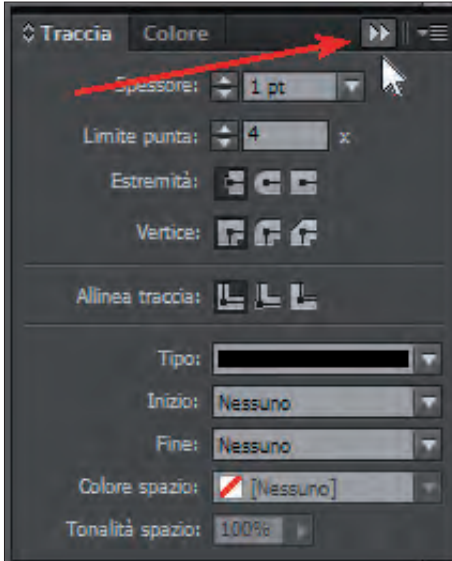 Traccia Colore
Spessore: 1 pt
Limite punta: 4 x
Estremità:
Vertice:
Allinea traccia:
Tipo:
Inizio: Nessuno
Fine: Nessuno
Colore spazio: [Nessuno]
Tonalità spazio: 100%